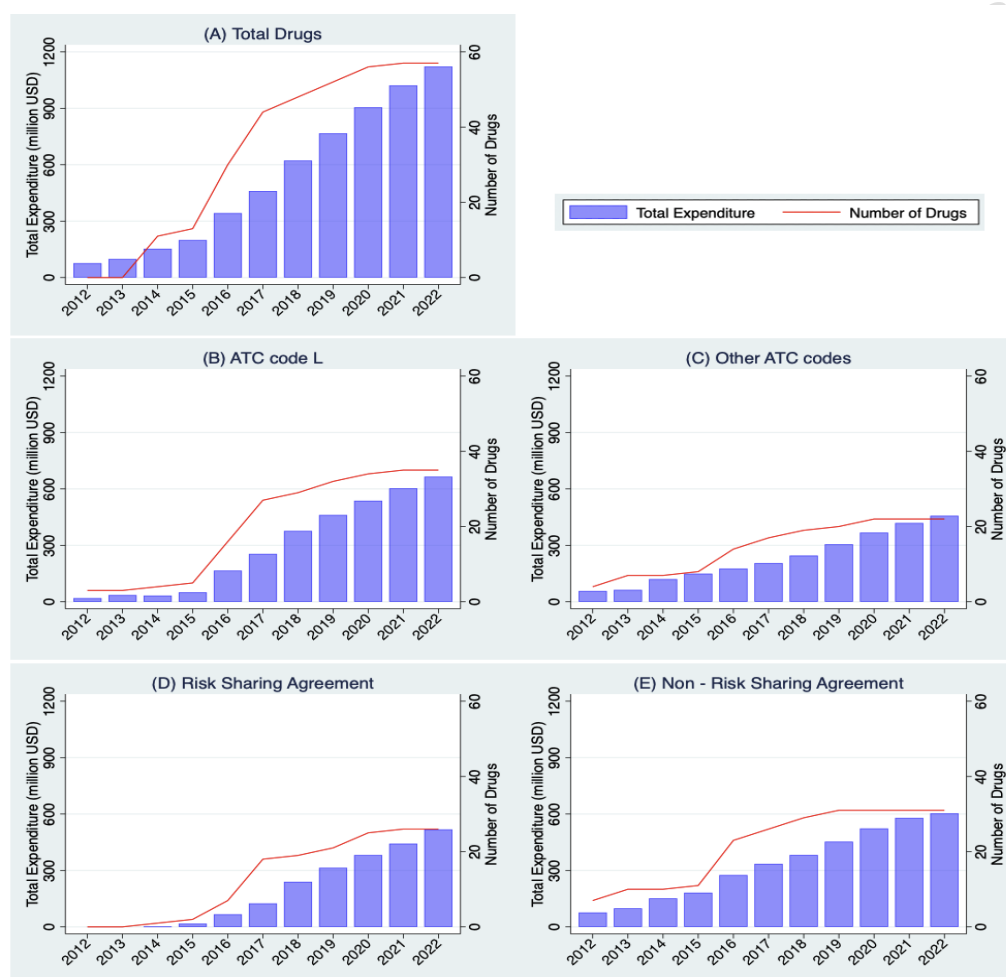 (A) Total Drugs
Total Expenditure (million USD)
1200
900
600
300
0
60
40
20
0
Number of Drugs
2012 2013 2014 2015 2016 2017 2018 2019 2020 2021 2022
Total Expenditure Number of Drugs
(B) ATC code L
Total Expenditure (million USD)
1200
900
600
300
0
60
40
20
0
Number of Drugs
2012 2013 2014 2015 2016 2017 2018 2019 2020 2021 2022
(C) Other ATC codes
Total Expenditure (million USD)
1200
900
600
300
0
60
40
20
0
Number of Drugs
2012 2013 2014 2015 2016 2017 2018 2019 2020 2021 2022
(D) Risk Sharing Agreement
Total Expenditure (million USD)
1200
900
600
300
0
60
40
20
0
Number of Drugs
2012 2013 2014 2015 2016 2017 2018 2019 2020 2021 2022
(E) Non - Risk Sharing Agreement
Total Expenditure (million USD)
1200
900
600
300
0
60
40
20
0
Number of Drugs
2012 2013 2014 2015 2016 2017 2018 2019 2020 2021 2022